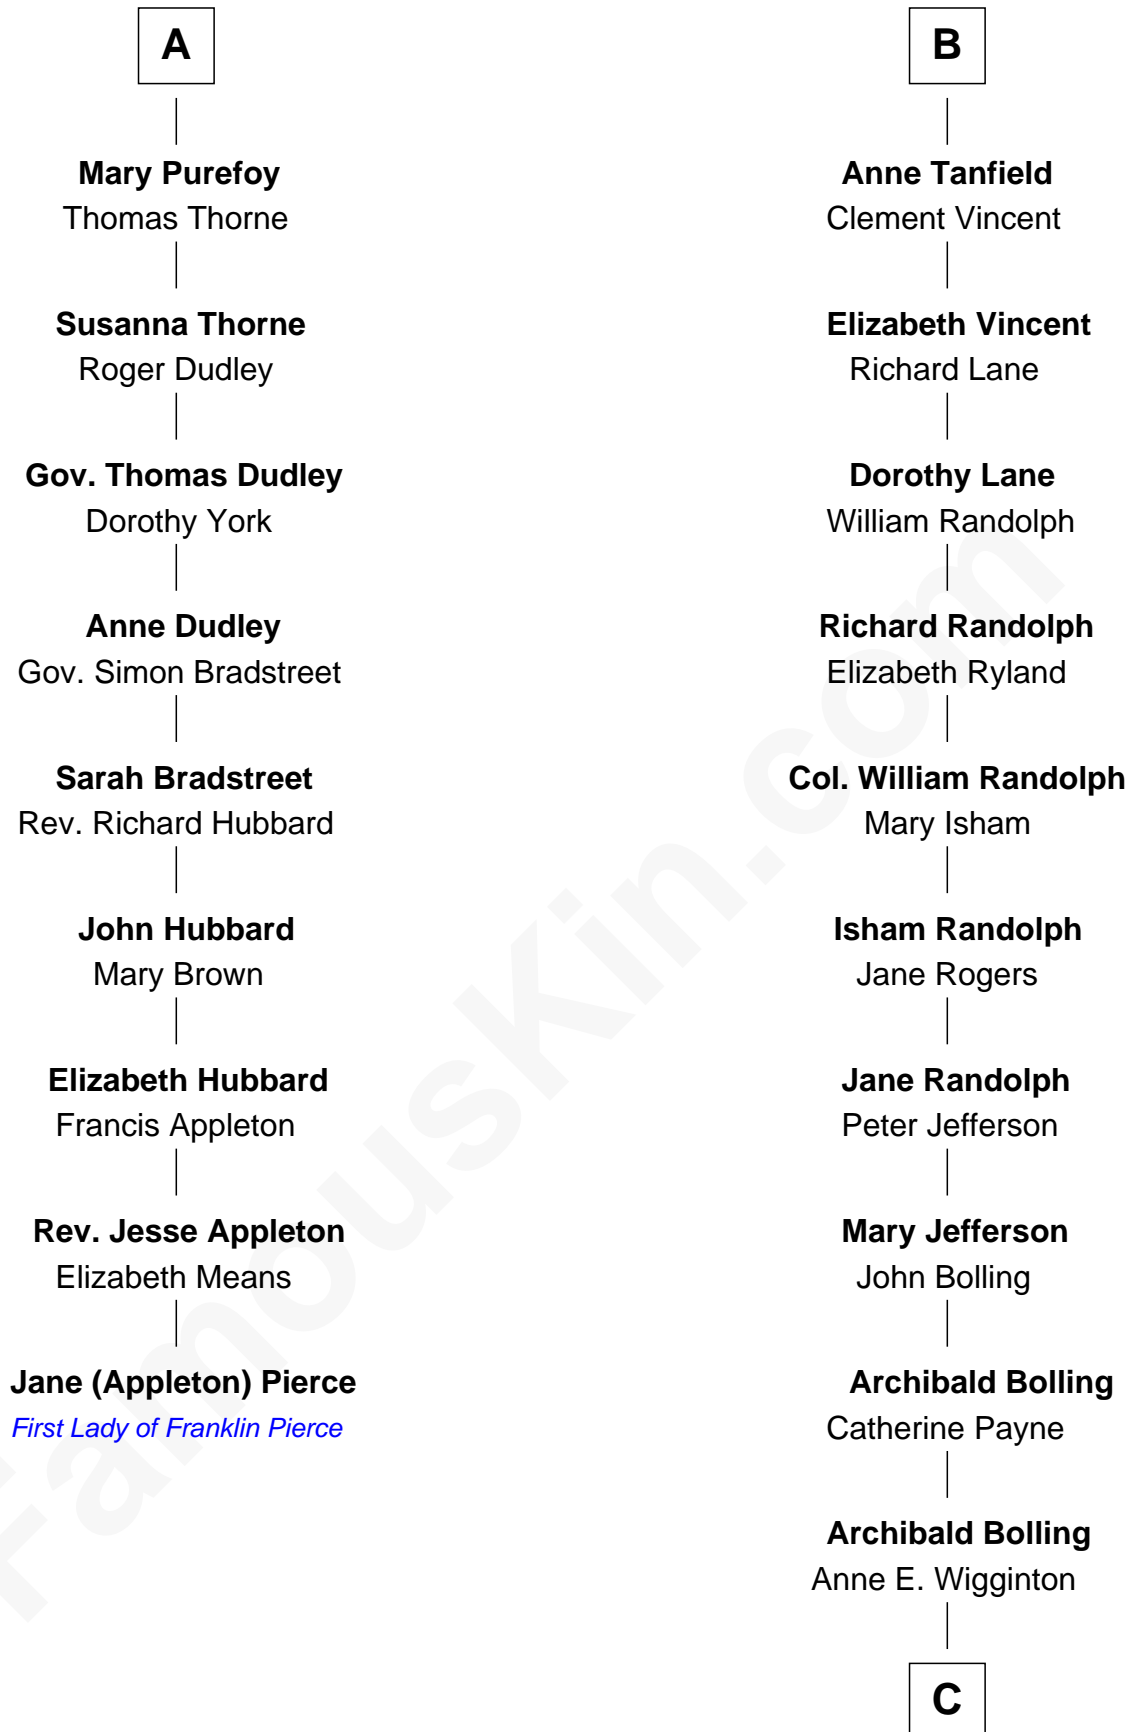 A
Mary Purefoy
Thomas Thorne
Susanna Thorne
Roger Dudley
Gov. Thomas Dudley
Dorothy York
Anne Dudley
Gov. Simon Bradstreet
Sarah Bradstreet
Rev. Richard Hubbard
John Hubbard
Mary Brown
Elizabeth Hubbard
Francis Appleton
Rev. Jesse Appleton
Elizabeth Means
Jane (Appleton) Pierce
First Lady of Franklin Pierce
B
Anne Tanfield
Clement Vincent
Elizabeth Vincent
Richard Lane
Dorothy Lane
William Randolph
Richard Randolph
Elizabeth Ryland
Col. William Randolph
Mary Isham
Isham Randolph
Jane Rogers
Jane Randolph
Peter Jefferson
Mary Jefferson
John Bolling
Archibald Bolling
Catherine Payne
Archibald Bolling
Anne E. Wigginton
C
FamousKin.com